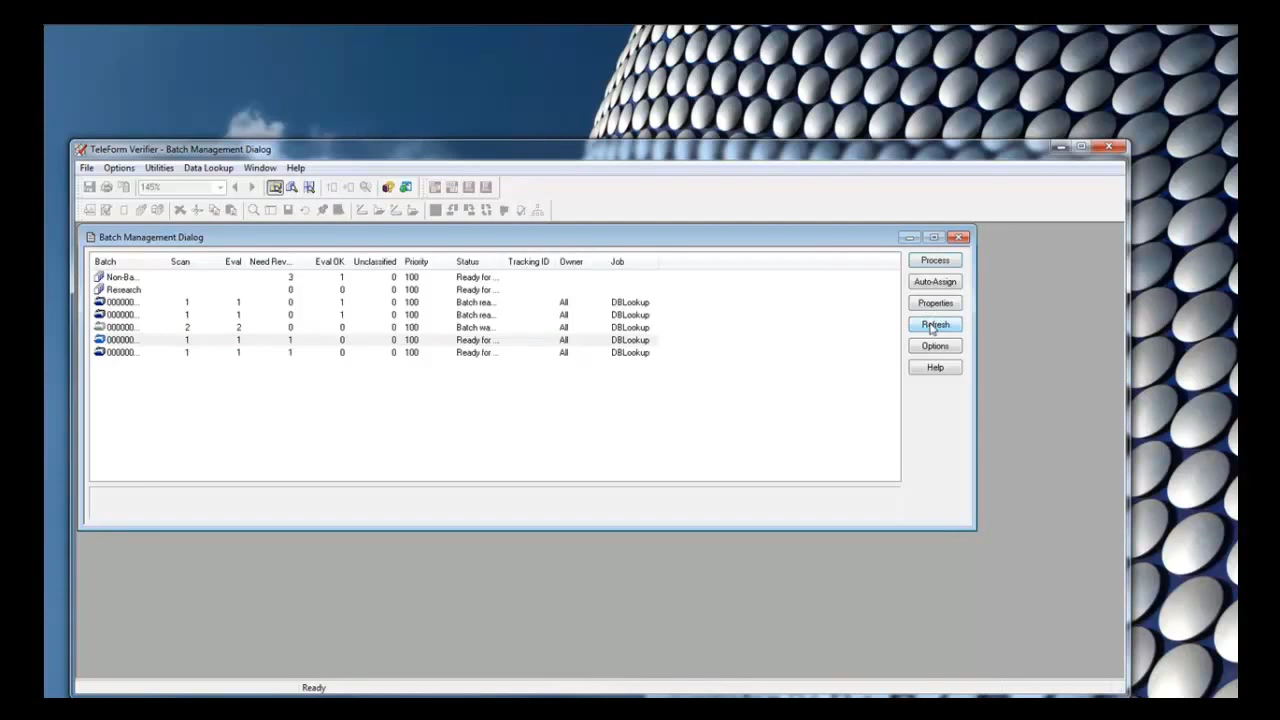 TeleForm Verifier - Batch Management Dialog
File Options Utilities Data Lookup Window Help
145%
Batch Management Dialog
Batch Scan Eval Need Rev... Eval OK Unclassified Priority Status Tracking ID Owner Job
Non-Ba... 3 1 0 100 Ready for ...
Research 0 0 0 100 Ready for ...
000000... 1 1 0 1 0 100 Batch rea... All DBLookup
000000... 1 1 0 1 0 100 Batch rea... All DBLookup
000000... 2 2 0 0 0 100 Batch wa... All DBLookup
000000... 1 1 1 0 0 100 Ready for ... All DBLookup
000000... 1 1 1 0 0 100 Ready for ... All DBLookup
Process
Auto-Assign
Properties
Refresh
Options
Help
Ready